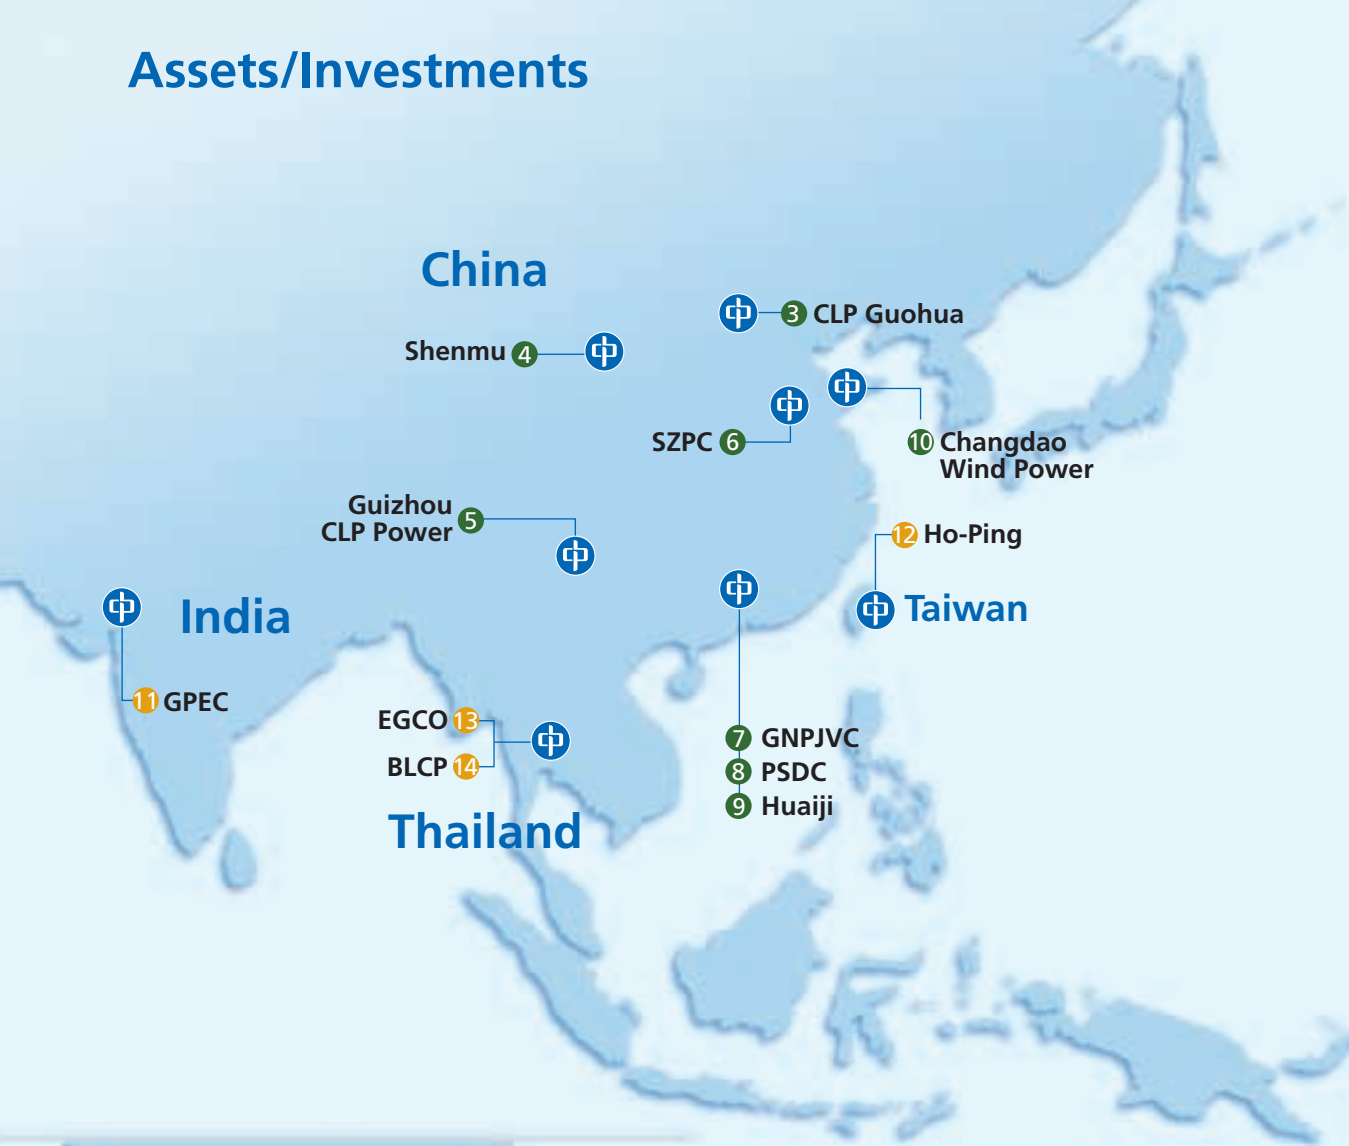 Assets/Investments
China
3 CLP Guohua
Shenmu 4
SZPC 6
10 Changdao
Wind Power
Guizhou
CLP Power 5
12 Ho-Ping
India
Taiwan
11 GPEC
EGCO 13
BLCP 14
7 GNPJVC
8 PSDC
9 Huaiji
Thailand